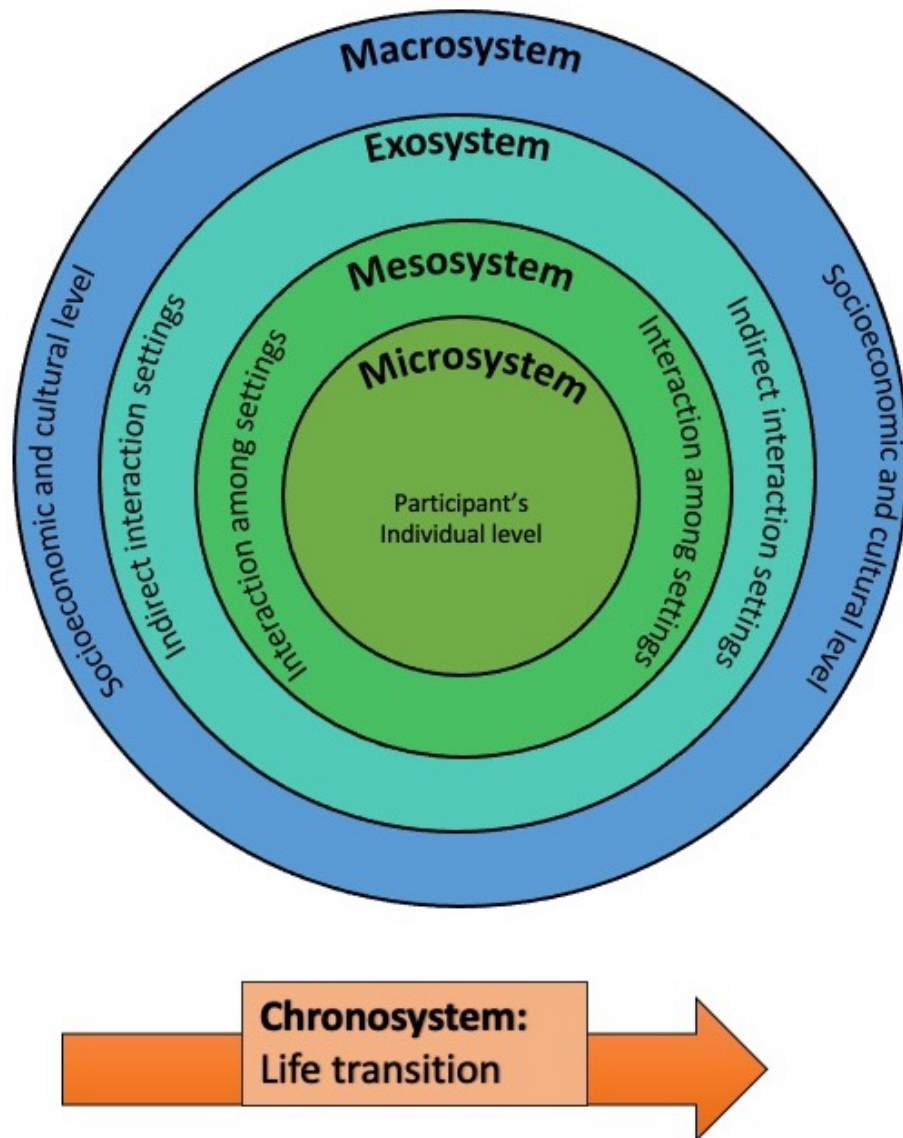 Macrosystem
Exosystem
Mesosystem
Microsystem
Socioeconomic and cultural level
Indirect interaction settings
Interaction among settings
Participant's
Individual level
Interaction among settings
Indirect interaction settings
Socioeconomic and cultural level
Chronosystem:
Life transition